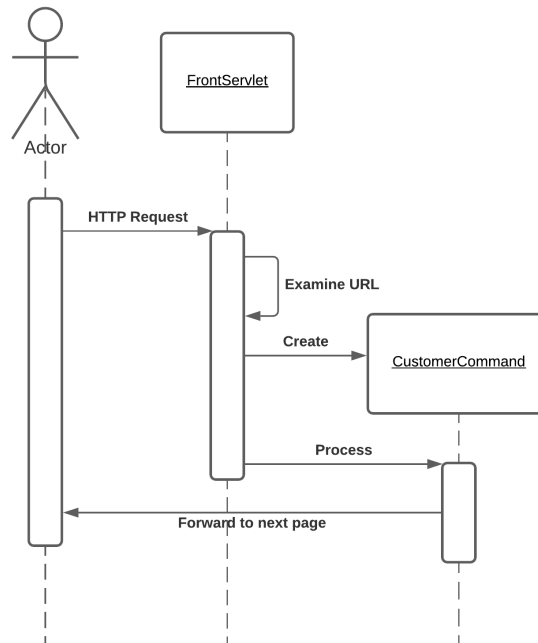 FrontServlet
Actor
HTTP Request
Examine URL
Create
CustomerCommand
Process
Forward to next page